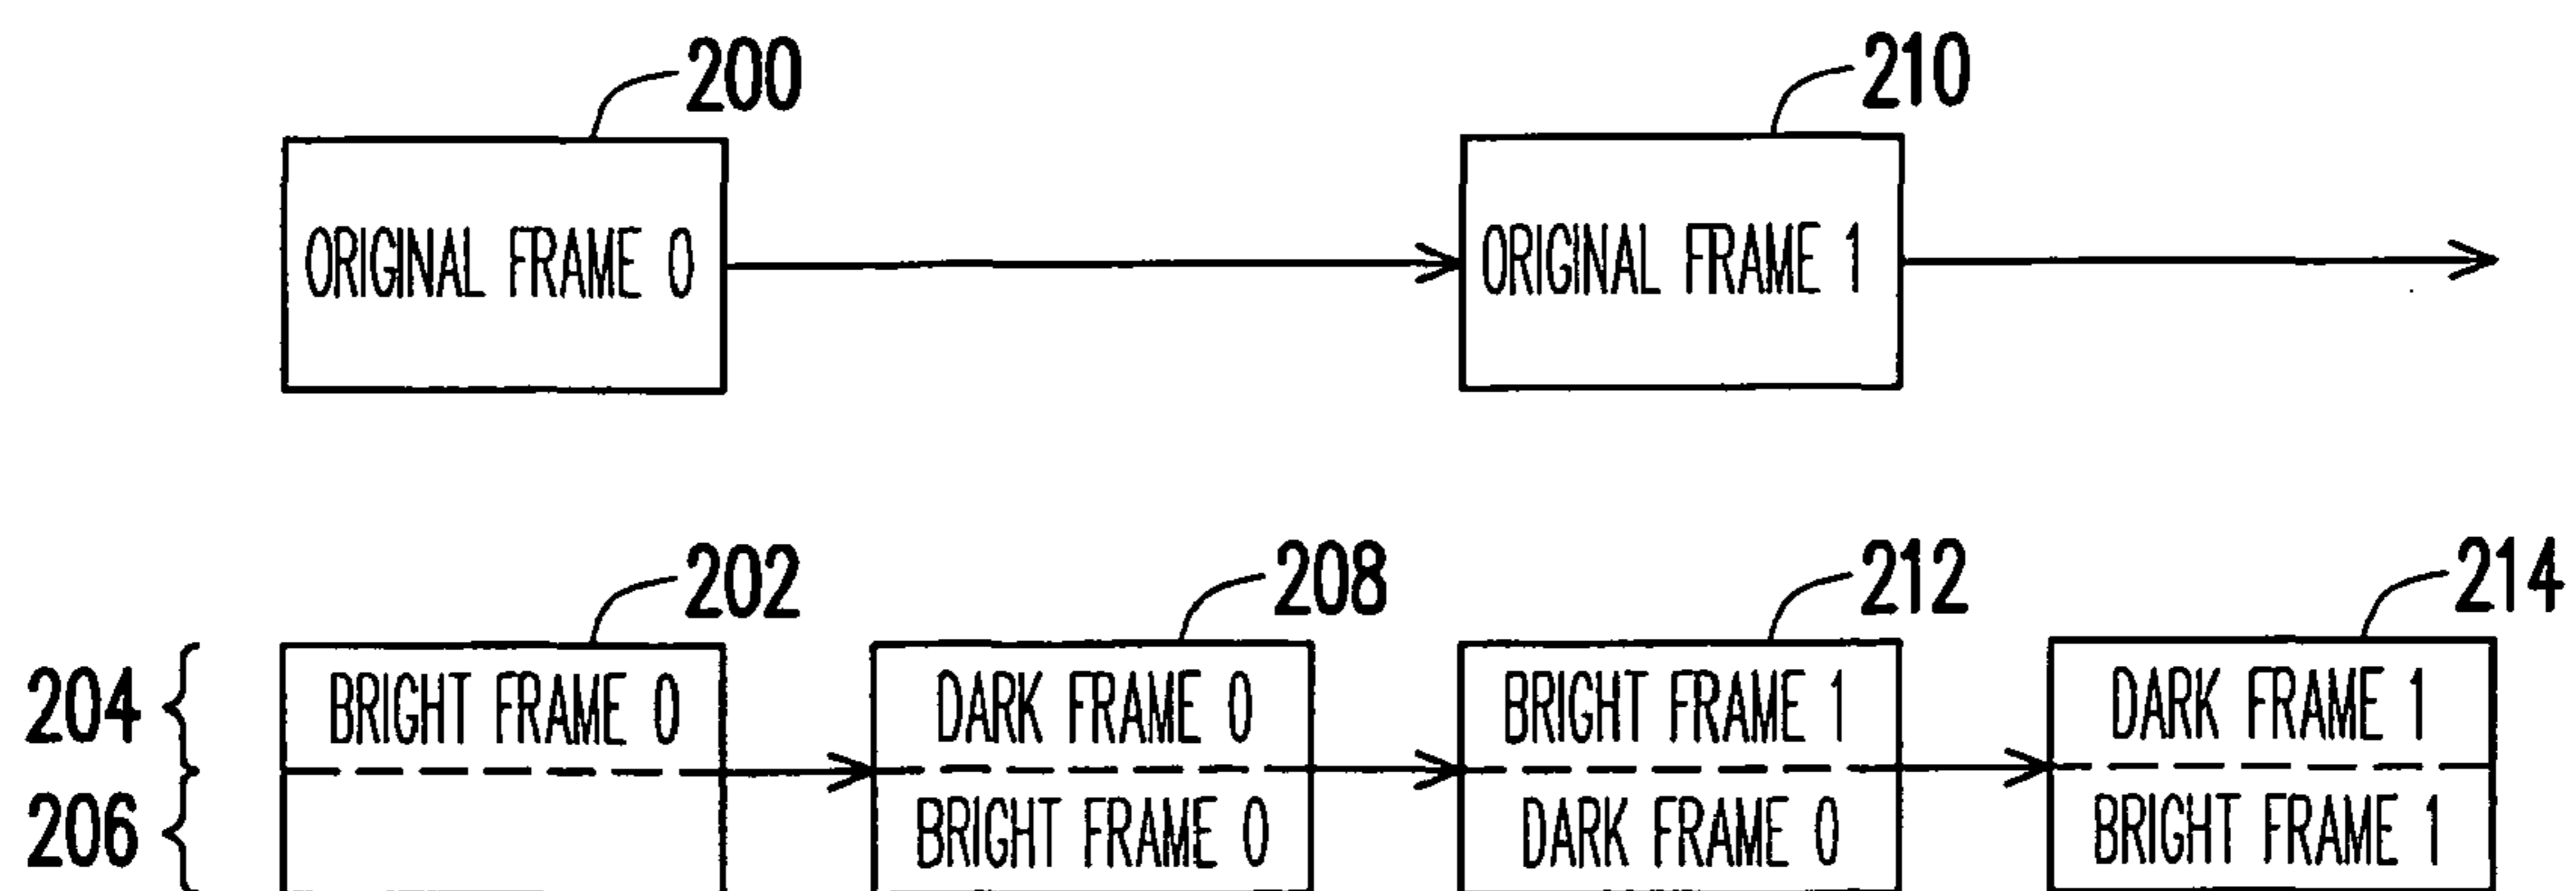 200
210
ORIGINAL FRAME 0
ORIGINAL FRAME 1
202
208
212
214
204
BRIGHT FRAME 0
DARK FRAME 0
BRIGHT FRAME 1
DARK FRAME 1
206
BRIGHT FRAME 0
DARK FRAME 0
BRIGHT FRAME 1